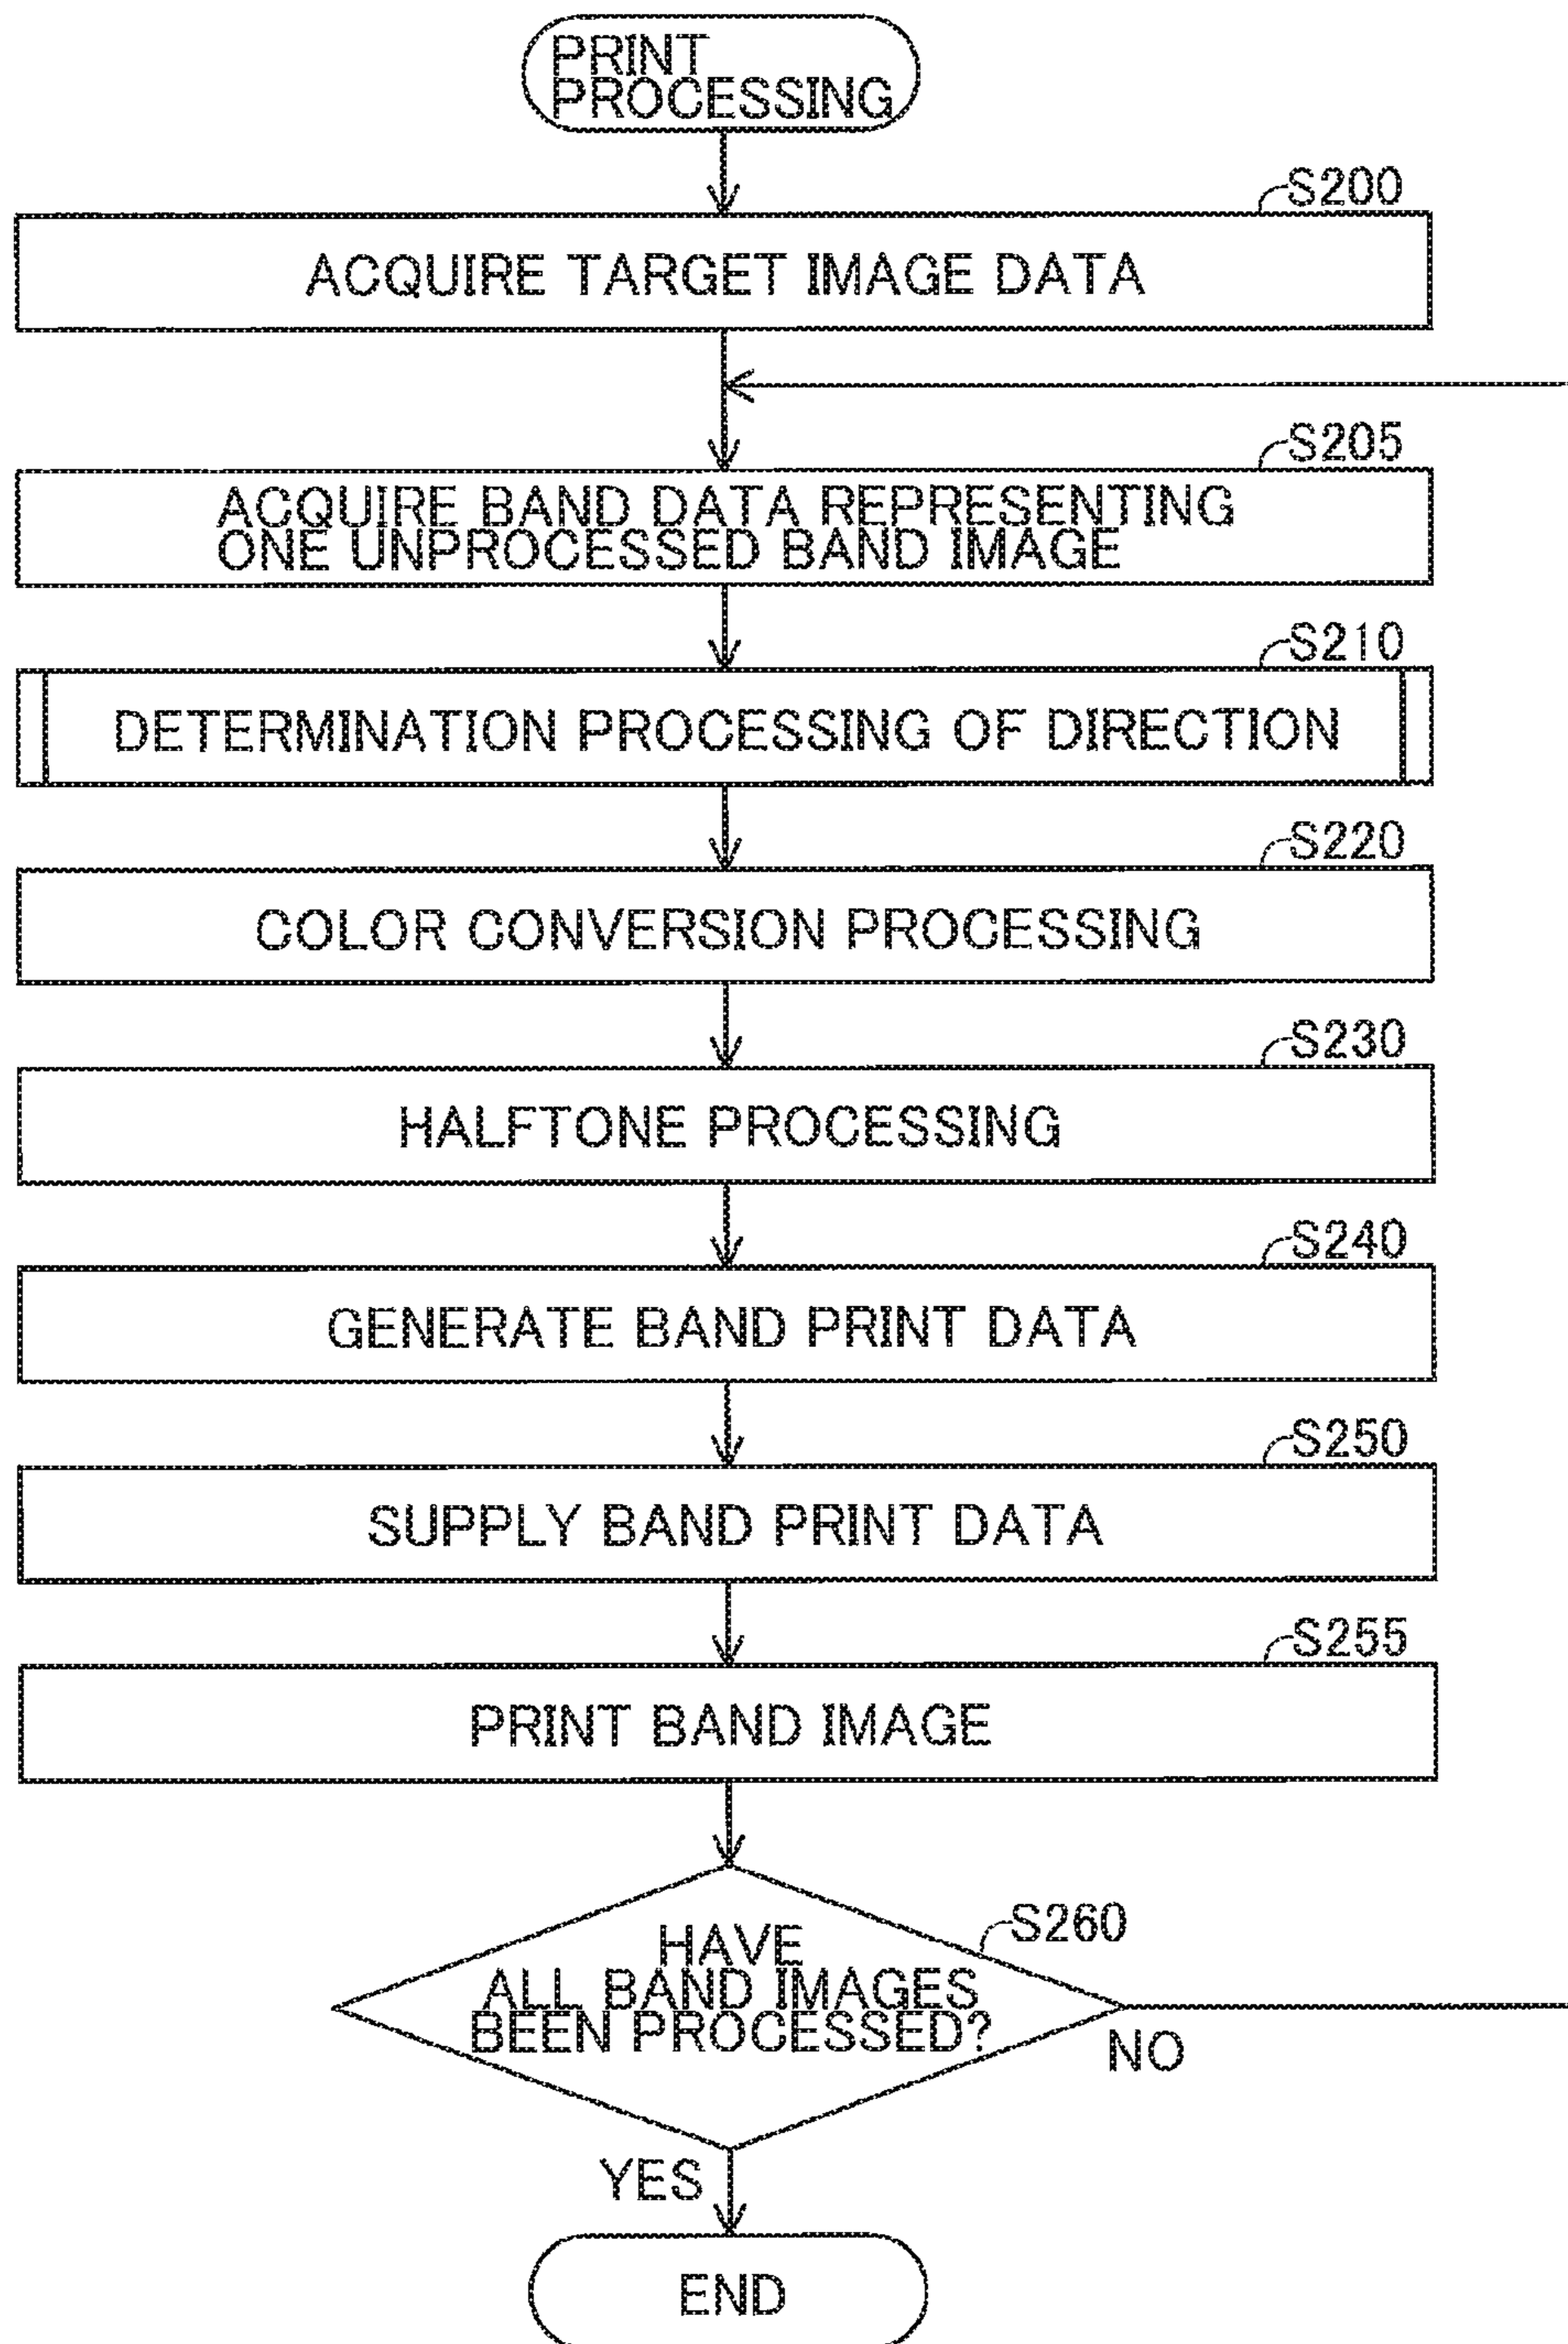 PRINT
PROCESSING
S200
ACQUIRE TARGET IMAGE DATA
S205
ACQUIRE BAND DATA REPRESENTING
ONE UNPROCESSED BAND IMAGE
S210
DETERMINATION PROCESSING OF DIRECTION
S220
COLOR CONVERSION PROCESSING
S230
HALFTONE PROCESSING
S240
GENERATE BAND PRINT DATA
S250
SUPPLY BAND PRINT DATA
S255
PRINT BAND IMAGE
S260
HAVE
ALL BAND IMAGES
BEEN PROCESSED?
NO
YES
END